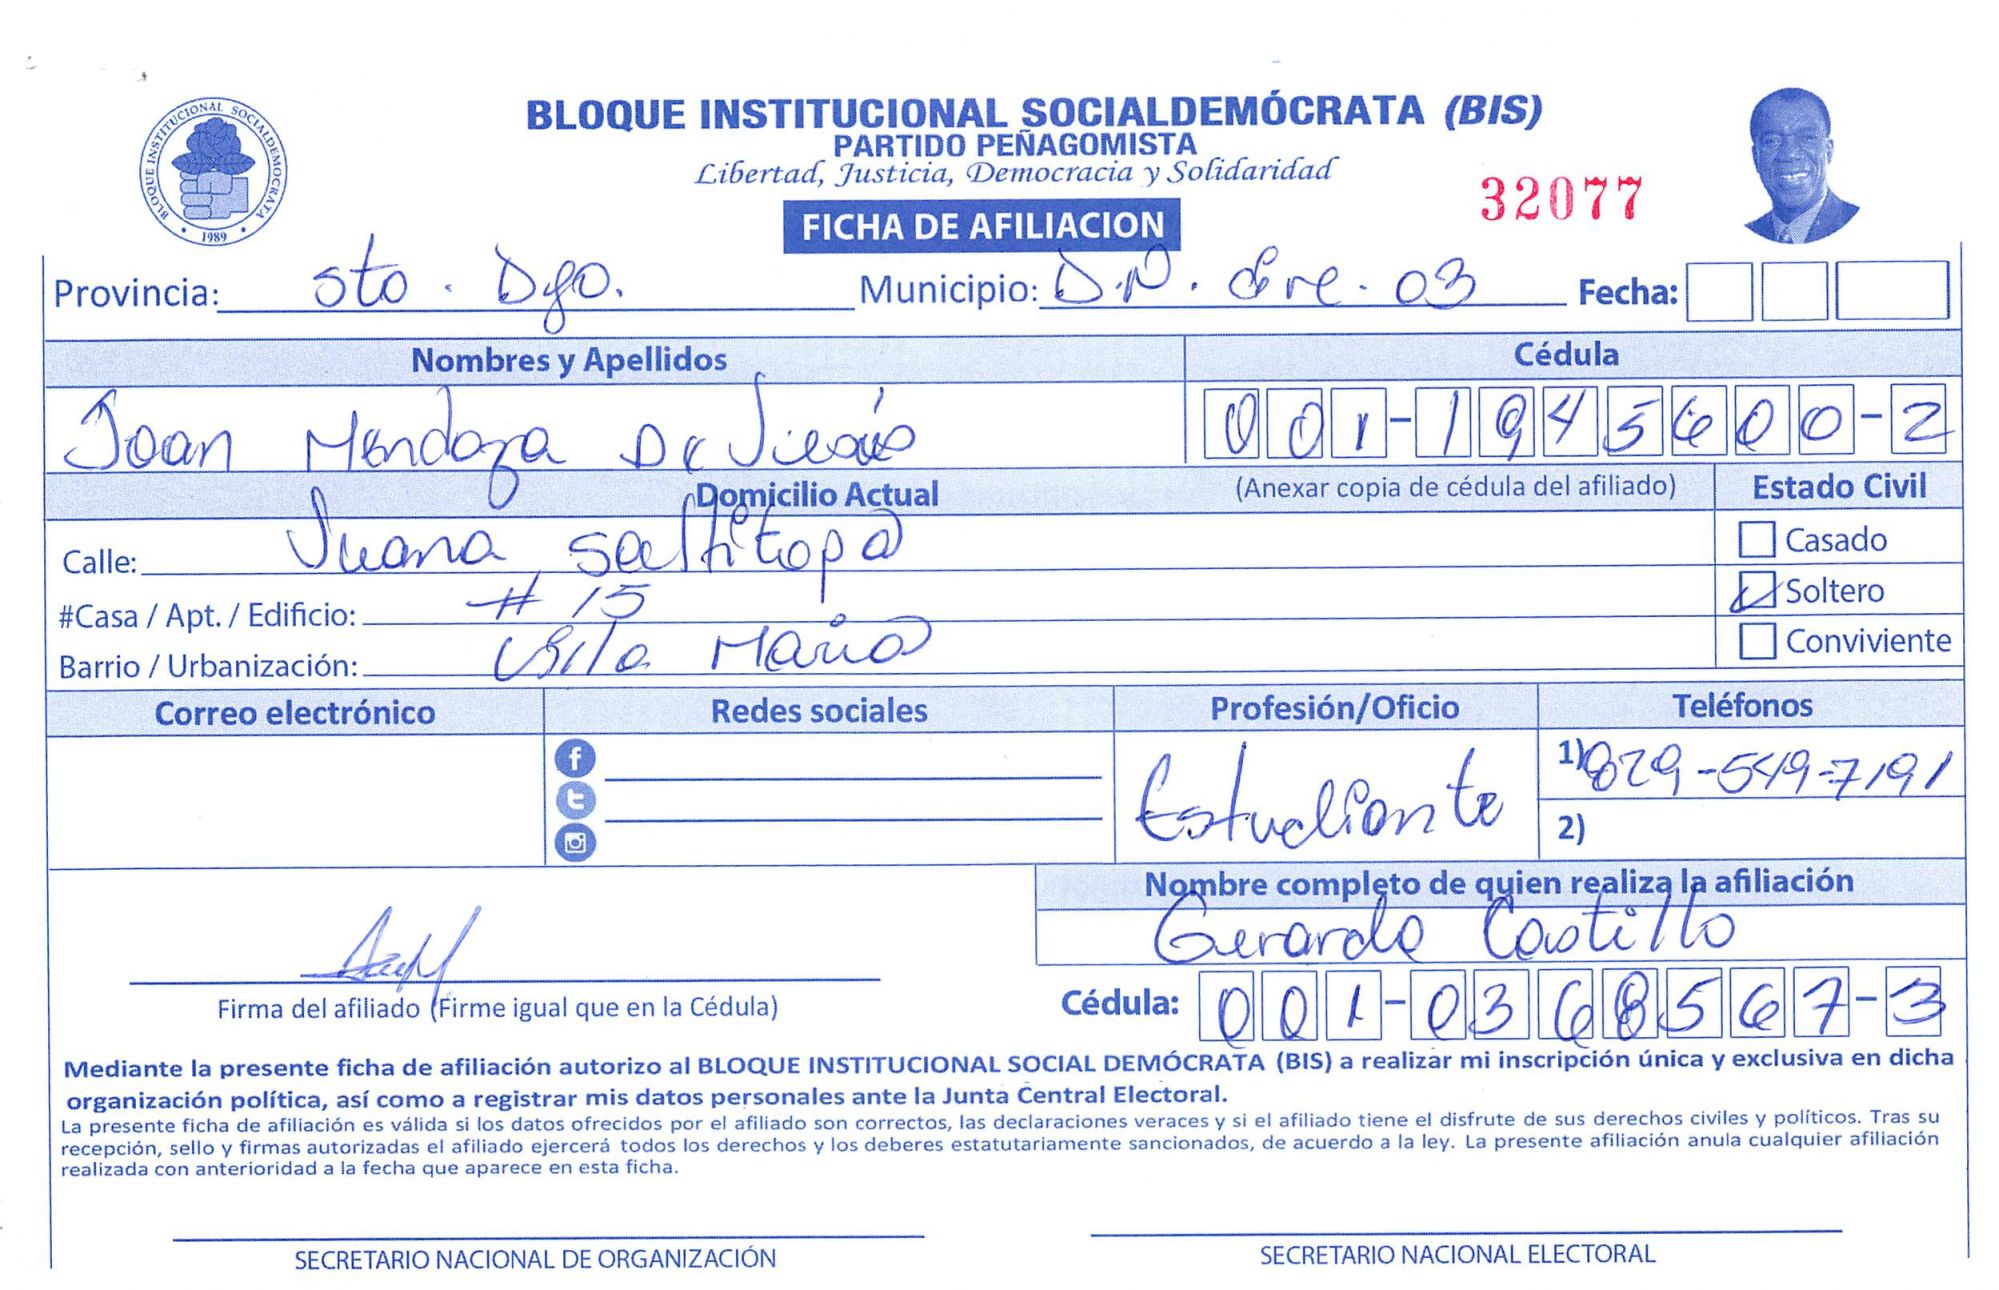 BLOQUE INSTITUCIONAL SOCIALDEMÓCRATA (BIS)
PARTIDO PEÑAGOMISTA
Libertad, Justicia, Democracia y Solidaridad
BLOQUE INSTITUCIONAL SOCIALDEMOCRATA
1989
32077
FICHA DE AFILIACION
Provincia: Sto. Dgo. Municipio: D.N. Cire. 03 Fecha:
Nombres y Apellidos Cédula
Joan Mendoza De Jesús 001-1945600-2
Domicilio Actual (Anexar copia de cédula del afiliado) Estado Civil
Calle: Juana saltitopa Casado
#Casa / Apt. / Edificio: # 15 Soltero
Barrio / Urbanización: Villa Maria Conviviente
Correo electrónico Redes sociales Profesión/Oficio Teléfonos
Estudiante 1) 829-549-7191
2)
Nombre completo de quien realiza la afiliación
Gerardo Castillo
Firma del afiliado (Firme igual que en la Cédula) Cédula: 001-0368567-3
Mediante la presente ficha de afiliación autorizo al BLOQUE INSTITUCIONAL SOCIAL DEMÓCRATA (BIS) a realizar mi inscripción única y exclusiva en dicha
organización política, así como a registrar mis datos personales ante la Junta Central Electoral.
La presente ficha de afiliación es válida si los datos ofrecidos por el afiliado son correctos, las declaraciones veraces y si el afiliado tiene el disfrute de sus derechos civiles y políticos. Tras su
recepción, sello y firmas autorizadas el afiliado ejercerá todos los derechos y los deberes estatutariamente sancionados, de acuerdo a la ley. La presente afiliación anula cualquier afiliación
realizada con anterioridad a la fecha que aparece en esta ficha.
SECRETARIO NACIONAL DE ORGANIZACIÓN SECRETARIO NACIONAL ELECTORAL